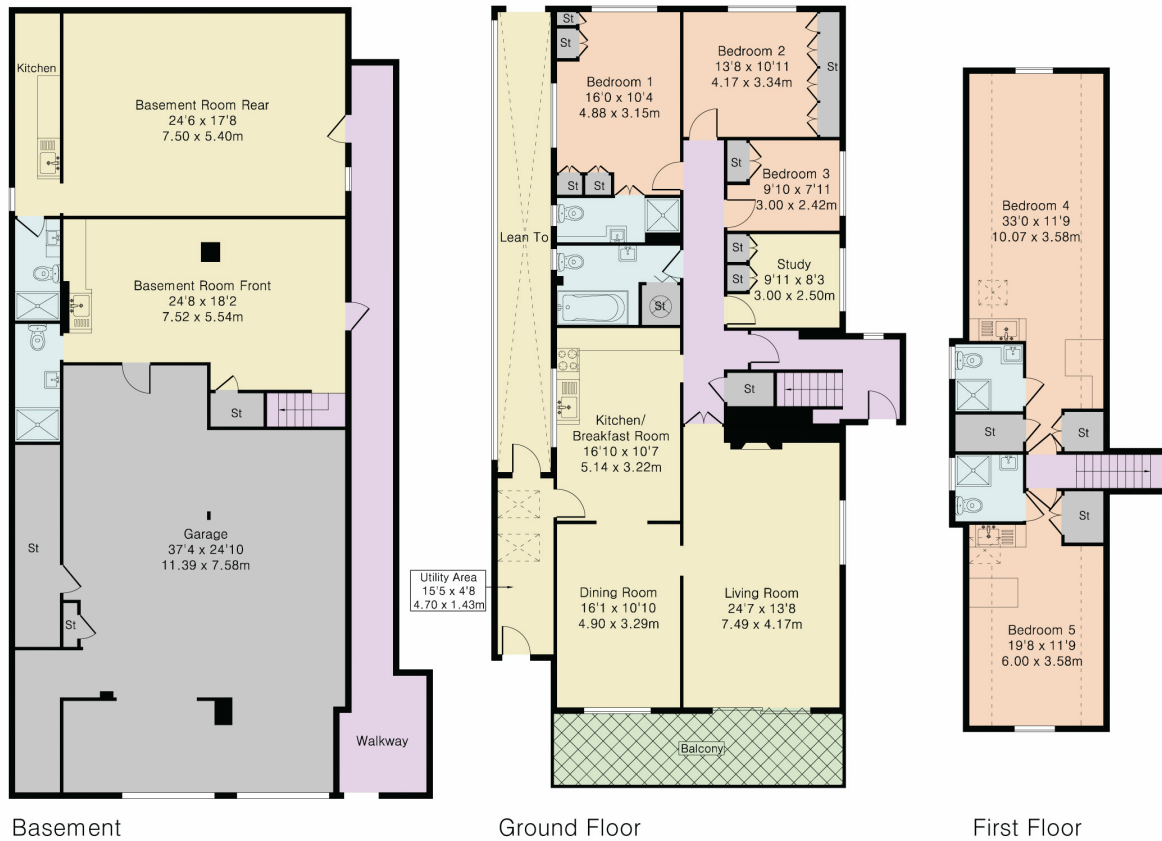 Kitchen
Basement Room Rear
24'6 x 17'8
7.50 x 5.40m
Basement Room Front
24'8 x 18'2
7.52 x 5.54m
St
Garage
37'4 x 24'10
11.39 x 7.58m
St
St
Walkway
Basement
St
St
Bedroom 1
16'0 x 10'4
4.88 x 3.15m
St
St
Bedroom 2
13'8 x 10'11
4.17 x 3.34m
St
St
Bedroom 3
9'10 x 7'11
3.00 x 2.42m
Lean To
St
St
Study
9'11 x 8'3
3.00 x 2.50m
St
St
Kitchen/
Breakfast Room
16'10 x 10'7
5.14 x 3.22m
Utility Area
15'5 x 4'8
4.70 x 1.43m
Dining Room
16'1 x 10'10
4.90 x 3.29m
Living Room
24'7 x 13'8
7.49 x 4.17m
Balcony
Ground Floor
Bedroom 4
33'0 x 11'9
10.07 x 3.58m
St
St
St
Bedroom 5
19'8 x 11'9
6.00 x 3.58m
First Floor